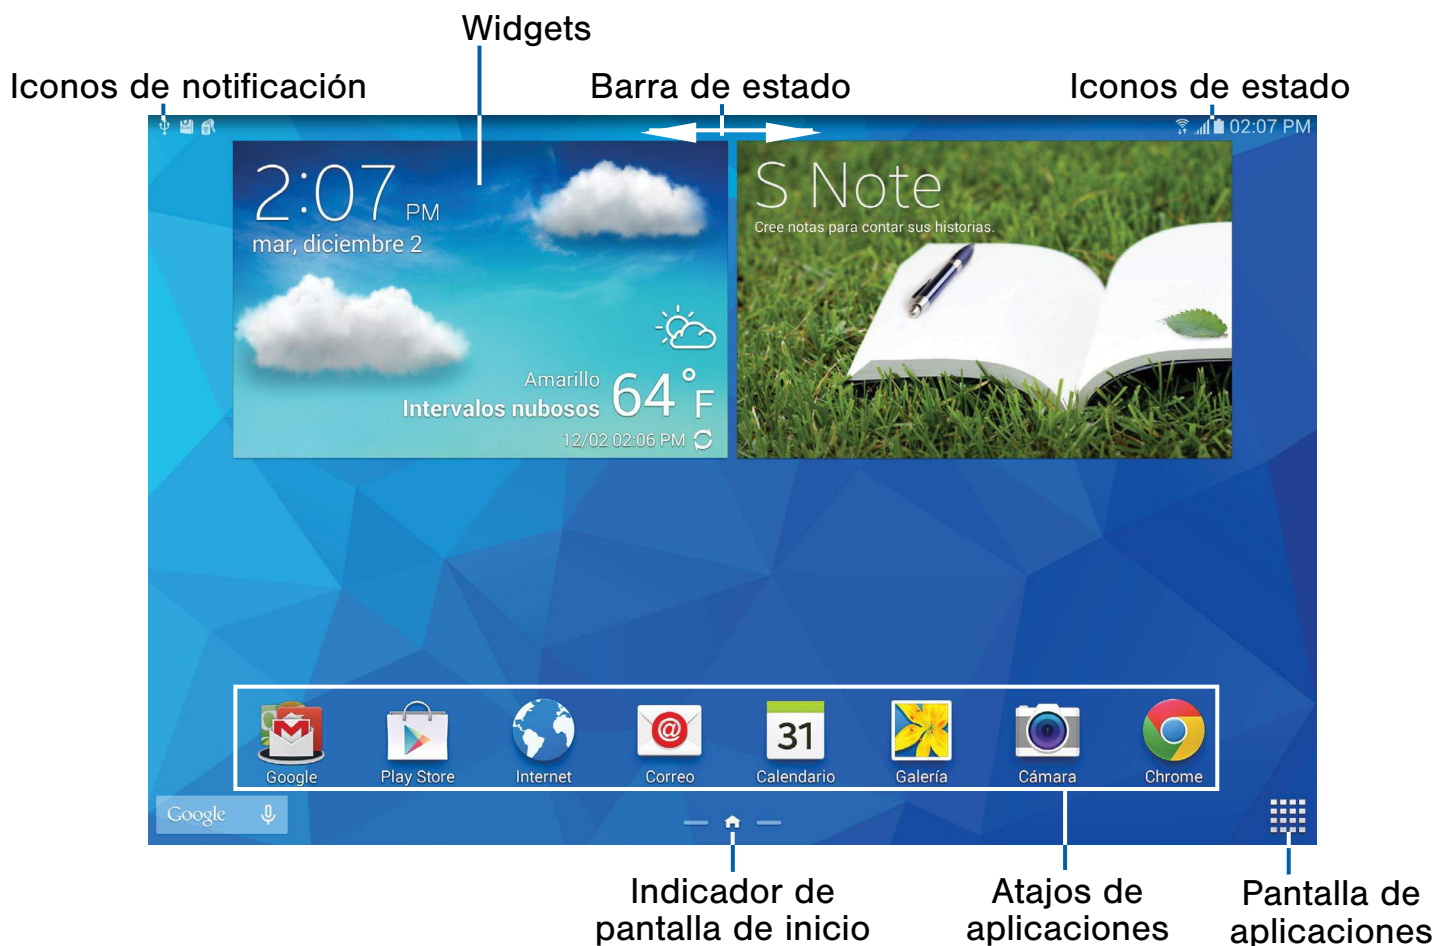 Widgets
Iconos de notificación
Barra de estado
Iconos de estado
02:07 PM
2:07 PM
mar, diciembre 2
Amarillo
Intervalos nubosos
64°F
12/02 02:06 PM
S Note
Cree notas para contar sus historias.
31
@
Google
Play Store
Internet
Correo
Calendario
Galería
Cámara
Chrome
Google
Indicador de
pantalla de inicio
Atajos de
aplicaciones
Pantalla de
aplicaciones